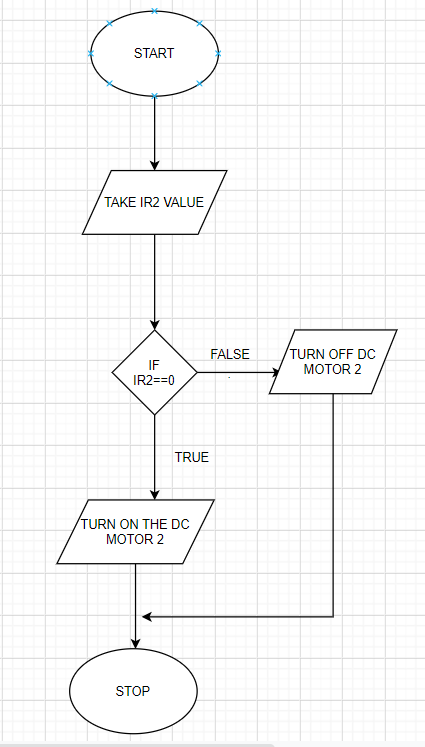 START
TAKE IR2 VALUE
IF
IR2==0
FALSE
TURN OFF DC
MOTOR 2
TRUE
TURN ON THE DC
MOTOR 2
STOP